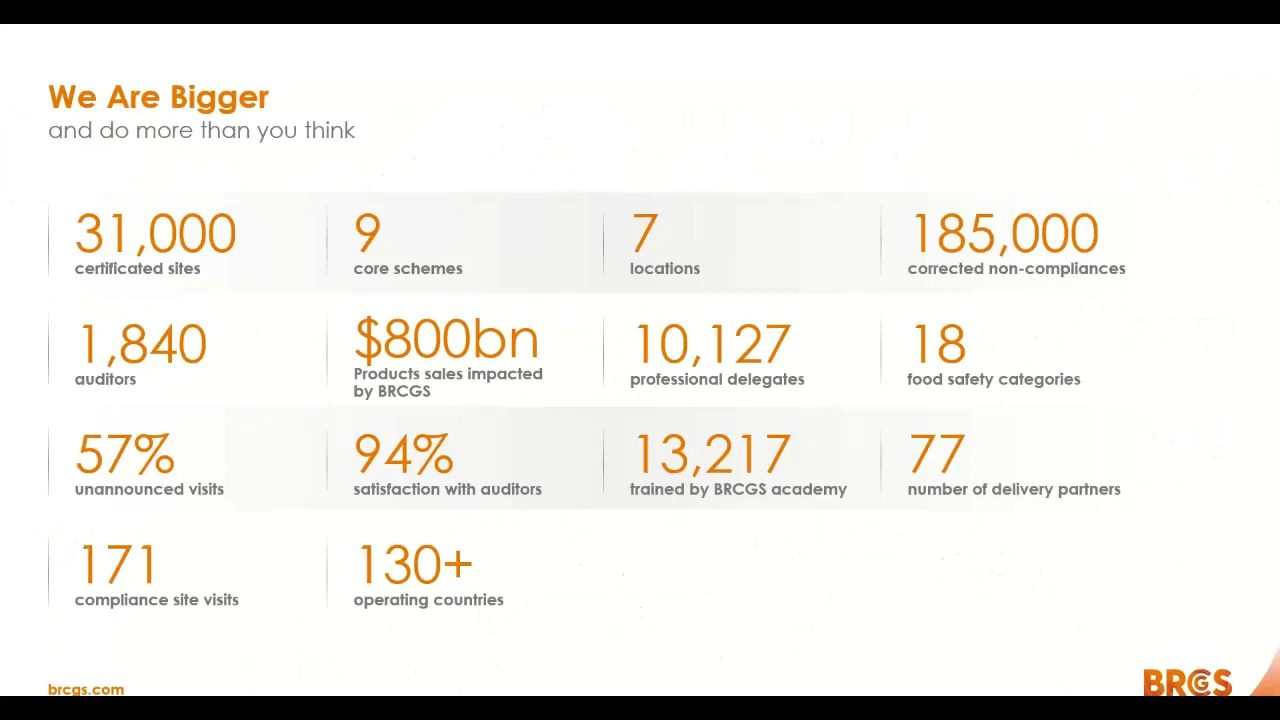 We Are Bigger
and do more than you think
31,000
certificated sites
9
core schemes
7
locations
185,000
corrected non-compliances
1,840
auditors
$800bn
Products sales impacted
by BRCGS
10,127
professional delegates
18
food safety categories
57%
unannounced visits
94%
satisfaction with auditors
13,217
trained by BRCGS academy
77
number of delivery partners
171
compliance site visits
130+
operating countries
brcgs.com
BRCGS